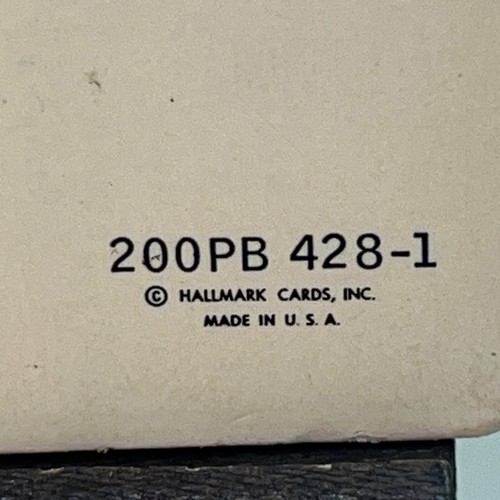 200PB 428-1
© HALLMARK CARDS, INC.
MADE IN U. S. A.